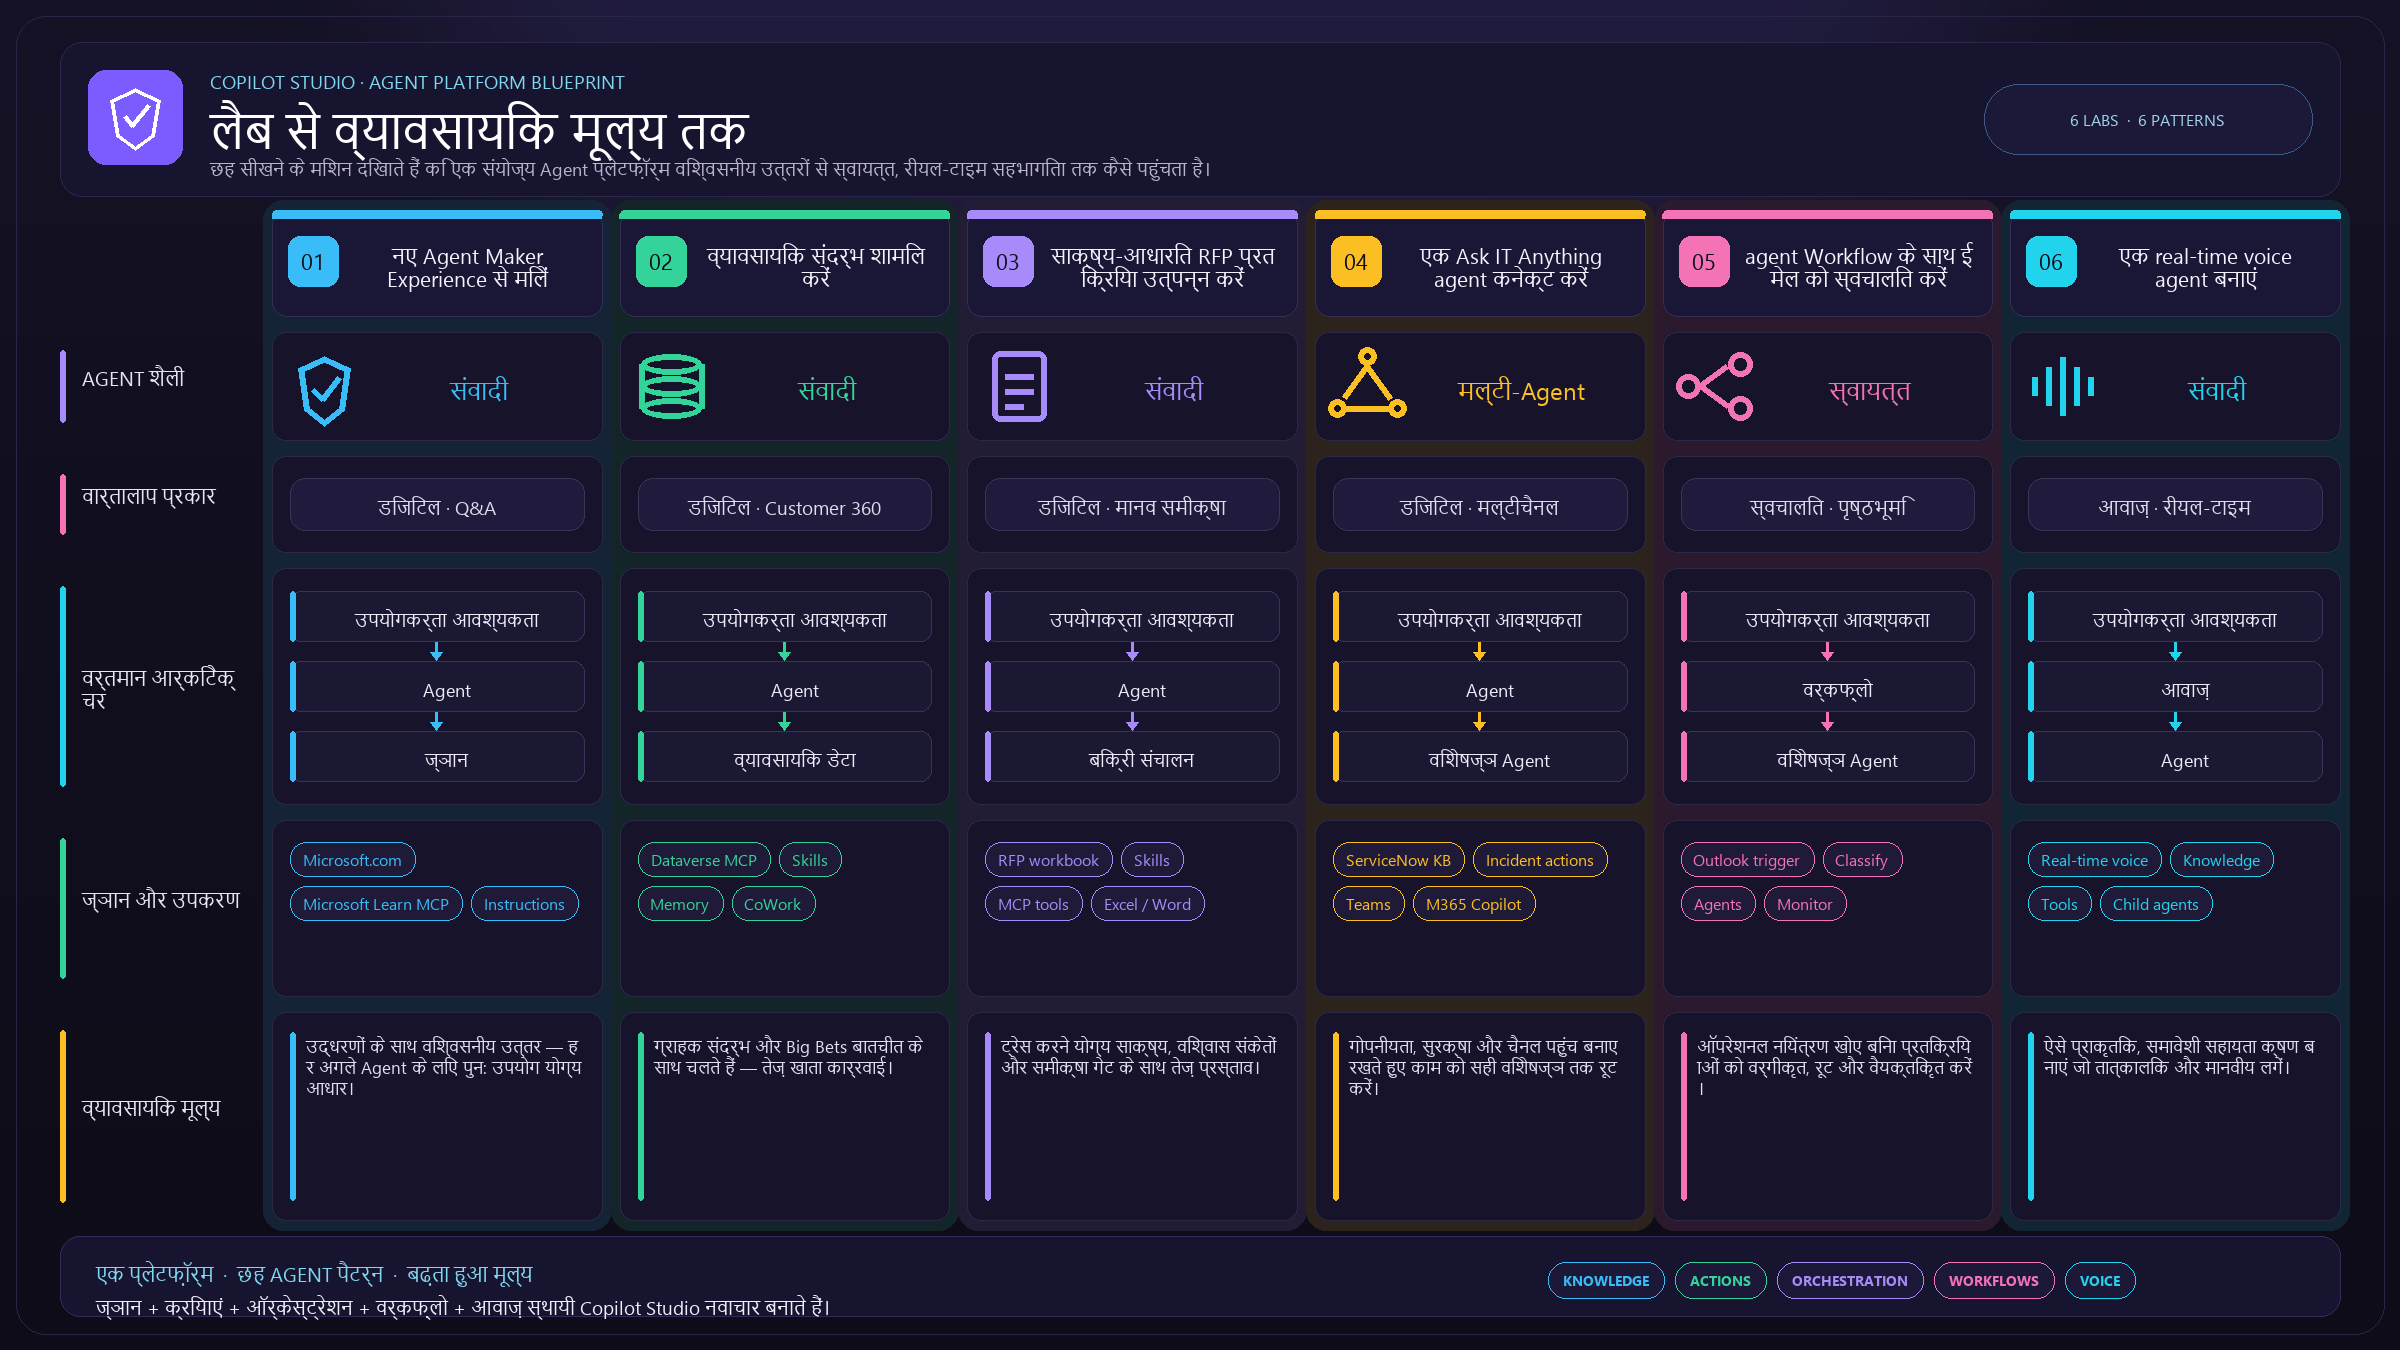 COPILOT STUDIO · AGENT PLATFORM BLUEPRINT
लैब से व्यावसायिक मूल्य तक
छह सीखने के मिशन दिखाते हैं कि एक संयोज्य Agent प्लेटफ़ॉर्म विश्वसनीय उत्तरों से स्वायत्त, रीयल-टाइम सहभागिता तक कैसे पहुंचता है।
6 LABS · 6 PATTERNS
01
नए Agent Maker
Experience से मिलें
02
व्यावसायिक संदर्भ शामिल
करें
03
साक्ष्य-आधारित RFP प्रत
िक्रिया उत्पन्न करें
04
एक Ask IT Anything
agent कनेक्ट करें
05
agent Workflow के साथ ई
मेल को स्वचालित करें
06
एक real-time voice
agent बनाएं
AGENT शैली
संवादी
संवादी
संवादी
मल्टी-Agent
स्वायत्त
संवादी
वार्तालाप प्रकार
डिजिटल · Q&A
डिजिटल · Customer 360
डिजिटल · मानव समीक्षा
डिजिटल · मल्टीचैनल
स्वचालित · पृष्ठभूमि
आवाज़ · रीयल-टाइम
वर्तमान आर्किटेक्
चर
उपयोगकर्ता आवश्यकता
Agent
ज्ञान
उपयोगकर्ता आवश्यकता
Agent
व्यावसायिक डेटा
उपयोगकर्ता आवश्यकता
Agent
बिक्री संचालन
उपयोगकर्ता आवश्यकता
Agent
विशेषज्ञ Agent
उपयोगकर्ता आवश्यकता
वर्कफ्लो
विशेषज्ञ Agent
उपयोगकर्ता आवश्यकता
आवाज़
Agent
ज्ञान और उपकरण
Microsoft.com
Microsoft Learn MCP Instructions
Dataverse MCP Skills
Memory CoWork
RFP workbook Skills
MCP tools Excel / Word
ServiceNow KB Incident actions
Teams M365 Copilot
Outlook trigger Classify
Agents Monitor
Real-time voice Knowledge
Tools Child agents
व्यावसायिक मूल्य
उद्धरणों के साथ विश्वसनीय उत्तर — ह
र अगले Agent के लिए पुन: उपयोग योग्य
आधार।
ग्राहक संदर्भ और Big Bets बातचीत के
साथ चलते हैं — तेज़ खाता कार्रवाई।
ट्रेस करने योग्य साक्ष्य, विश्वास संकेतों
और समीक्षा गेट के साथ तेज़ प्रस्ताव।
गोपनीयता, सुरक्षा और चैनल पहुंच बनाए
रखते हुए काम को सही विशेषज्ञ तक रूट
करें।
ऑपरेशनल नियंत्रण खोए बिना प्रतिक्रिय
ाओं को वर्गीकृत, रूट और वैयक्तिकृत करें
।
ऐसे प्राकृतिक, समावेशी सहायता क्षण ब
नाएं जो तात्कालिक और मानवीय लगें।
एक प्लेटफ़ॉर्म · छह AGENT पैटर्न · बढ़ता हुआ मूल्य
ज्ञान + क्रियाएं + ऑर्केस्ट्रेशन + वर्कफ्लो + आवाज़ स्थायी Copilot Studio नवाचार बनाते हैं।
KNOWLEDGE ACTIONS ORCHESTRATION WORKFLOWS VOICE